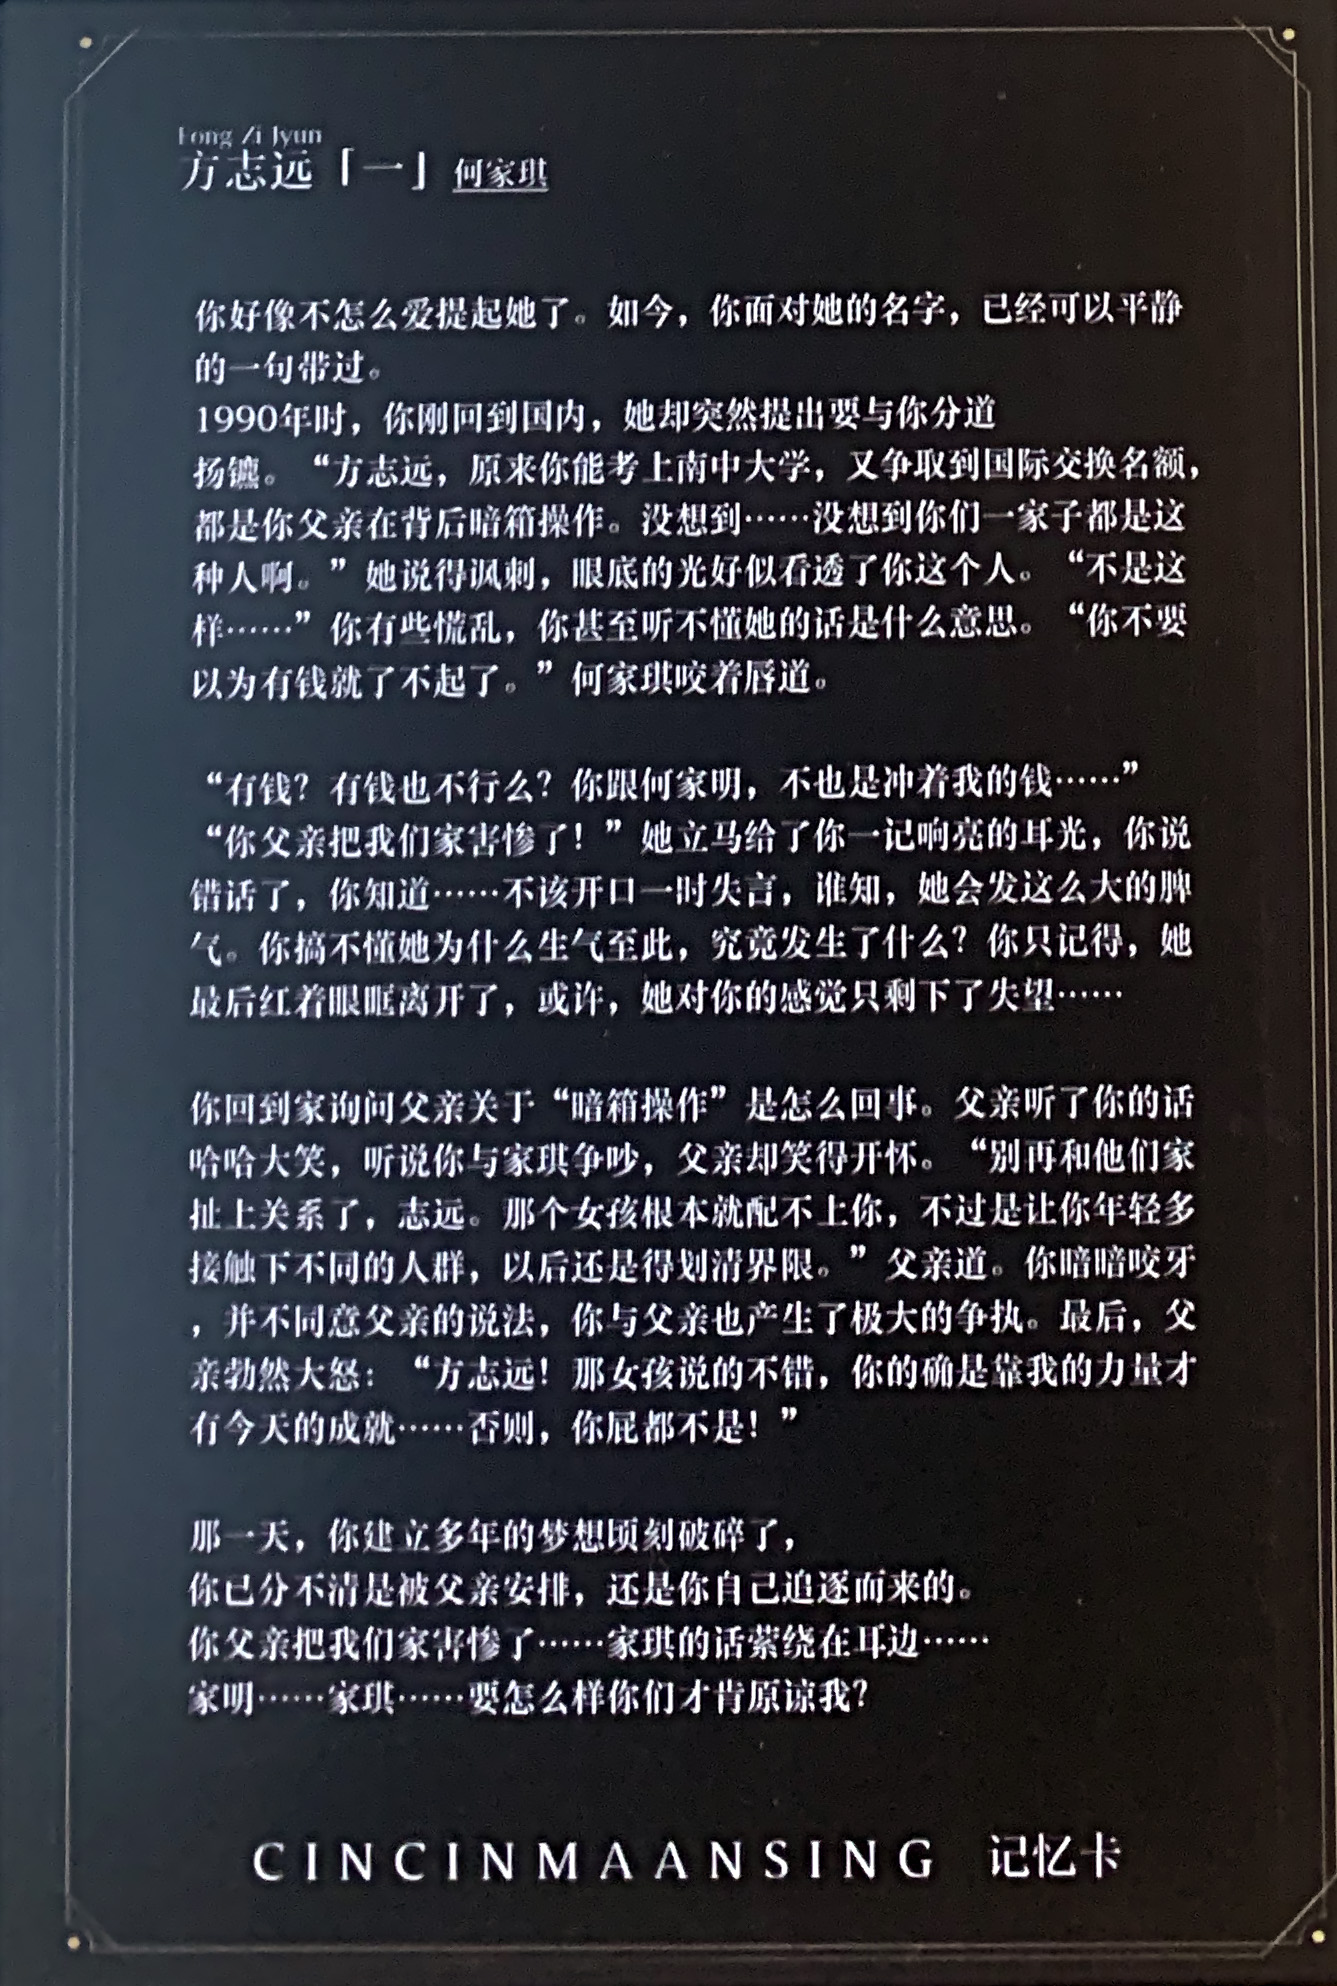 Fong Zi Jyun
方志远「一」 何家琪
你好像不怎么爱提起她了。如今，你面对她的名字，已经可以平静
的一句带过。
1990年时，你刚回到国内，她却突然提出要与你分道
扬镳。“方志远，原来你能考上南中大学，又争取到国际交换名额，
都是你父亲在背后暗箱操作。没想到……没想到你们一家子都是这
种人啊。”她说得讽刺，眼底的光好似看透了你这个人。“不是这
样……”你有些慌乱，你甚至听不懂她的话是什么意思。“你不要
以为有钱就了不起了。”何家琪咬着唇道。
“有钱？有钱也不行么？你跟何家明，不也是冲着我的钱……”
“你父亲把我们家害惨了！”她立马给了你一记响亮的耳光，你说
错话了，你知道……不该开口一时失言，谁知，她会发这么大的脾
气。你搞不懂她为什么生气至此，究竟发生了什么？你只记得，她
最后红着眼眶离开了，或许，她对你的感觉只剩下了失望……
你回到家询问父亲关于“暗箱操作”是怎么回事。父亲听了你的话
哈哈大笑，听说你与家琪争吵，父亲却笑得开怀。“别再和他们家
扯上关系了，志远。那个女孩根本就配不上你，不过是让你年轻多
接触下不同的人群，以后还是得划清界限。”父亲道。你暗暗咬牙
，并不同意父亲的说法，你与父亲也产生了极大的争执。最后，父
亲勃然大怒：“方志远！那女孩说的不错，你的确是靠我的力量才
有今天的成就……否则，你屁都不是！”
那一天，你建立多年的梦想顷刻破碎了，
你已分不清是被父亲安排，还是你自己追逐而来的。
你父亲把我们家害惨了……家琪的话萦绕在耳边……
家明……家琪……要怎么样你们才肯原谅我？
CINCINMAANSING 记忆卡